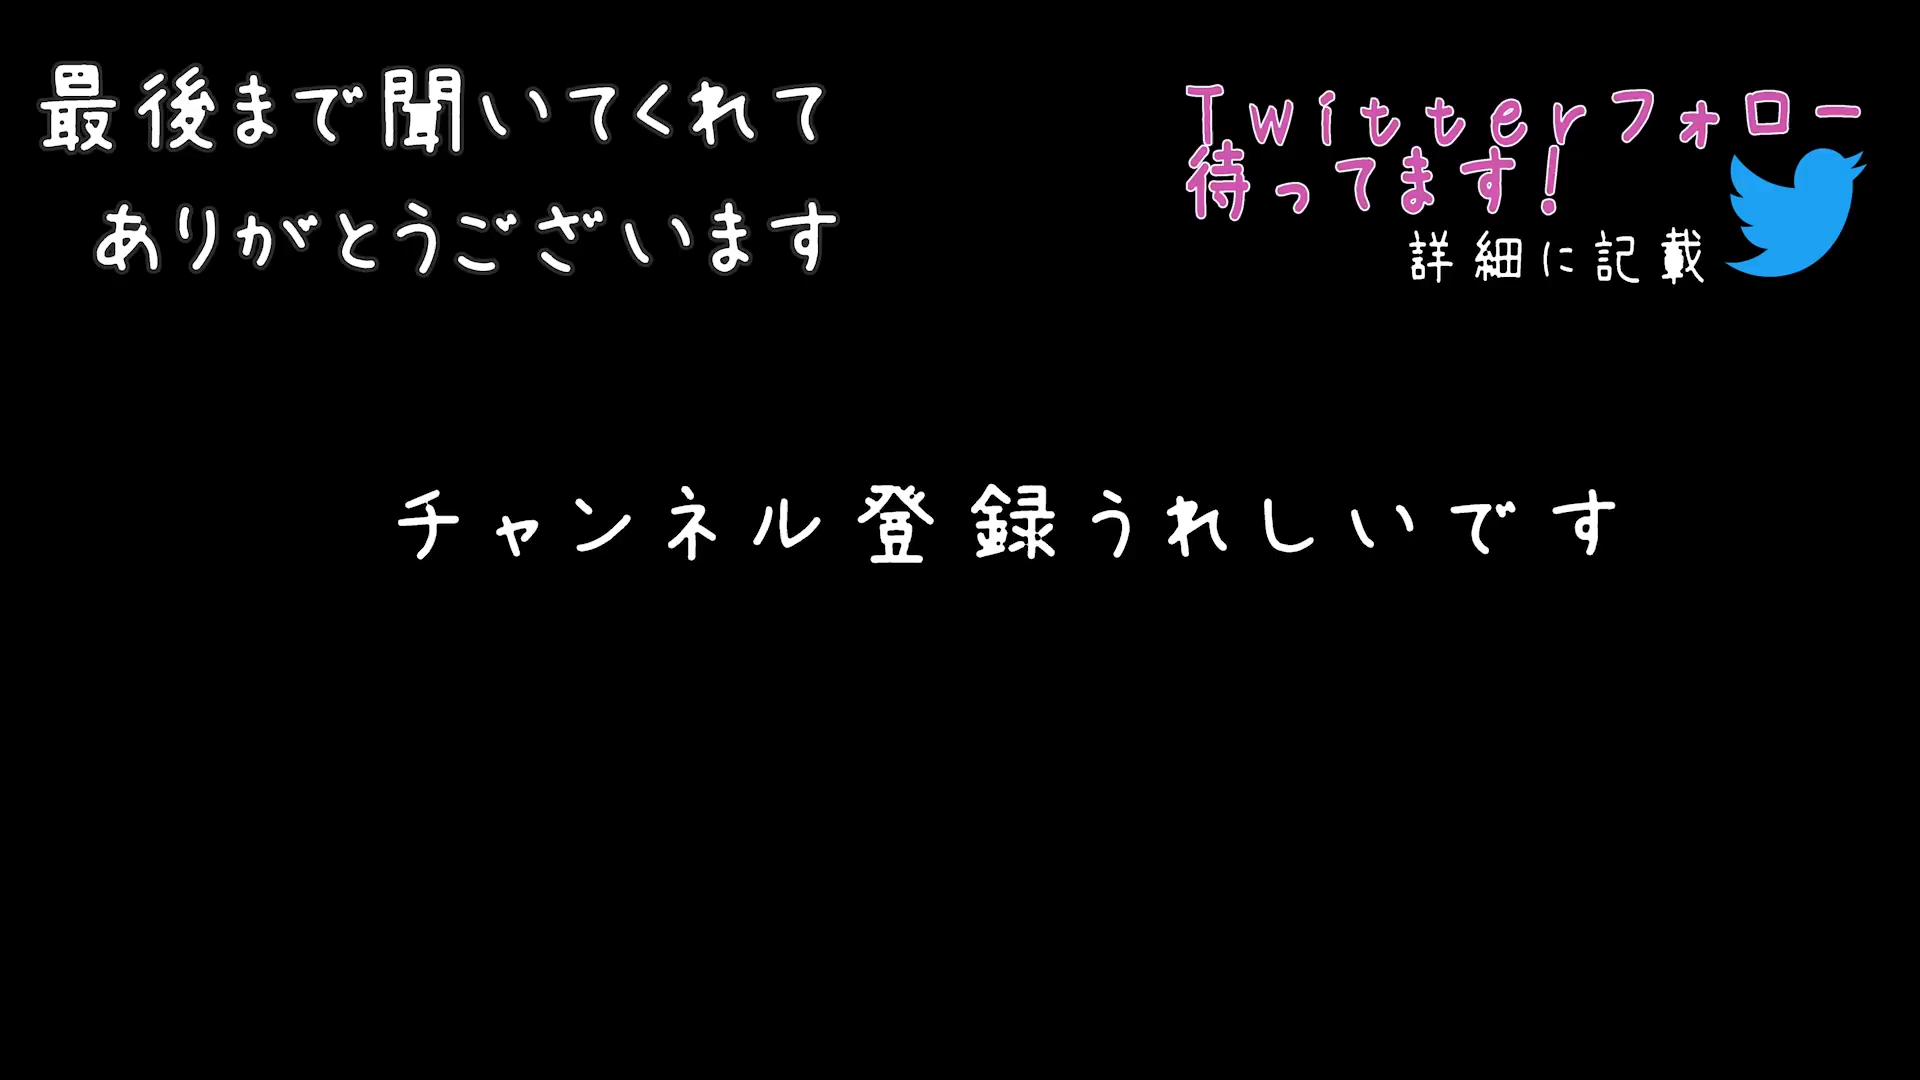 最後まで聞いてくれて
ありがとうございます
Twitterフォロー
待ってます!
詳細に記載
チャンネル登録うれしいです